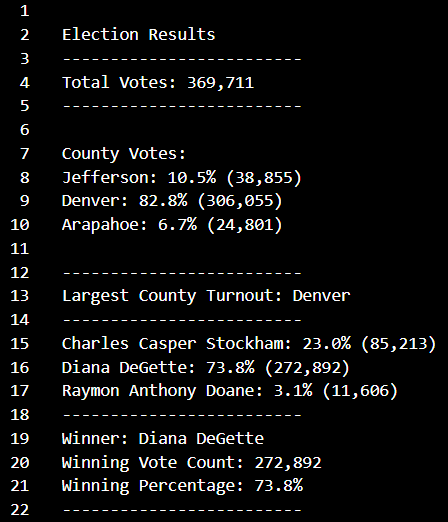 1
2 Election Results
3 -------------------------
4 Total Votes: 369,711
5 -------------------------
6
7 County Votes:
8 Jefferson: 10.5% (38,855)
9 Denver: 82.8% (306,055)
10 Arapahoe: 6.7% (24,801)
11
12 -------------------------
13 Largest County Turnout: Denver
14 -------------------------
15 Charles Casper Stockham: 23.0% (85,213)
16 Diana DeGette: 73.8% (272,892)
17 Raymon Anthony Doane: 3.1% (11,606)
18 -------------------------
19 Winner: Diana DeGette
20 Winning Vote Count: 272,892
21 Winning Percentage: 73.8%
22 -------------------------